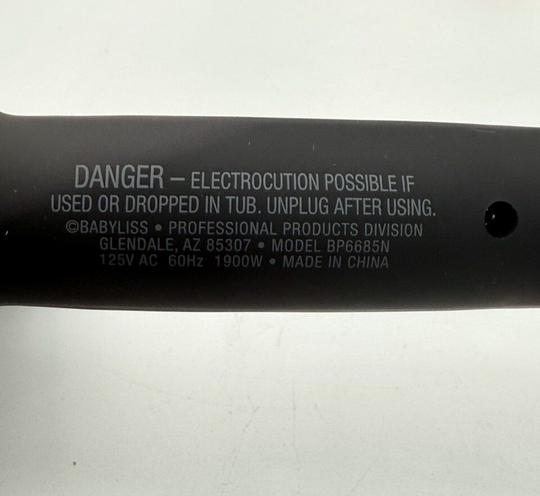 DANGER – ELECTROCUTION POSSIBLE IF
USED OR DROPPED IN TUB. UNPLUG AFTER USING.
©BABYLISS • PROFESSIONAL PRODUCTS DIVISION
GLENDALE, AZ 85307 • MODEL BP6685N
125V AC 60Hz 1900W • MADE IN CHINA